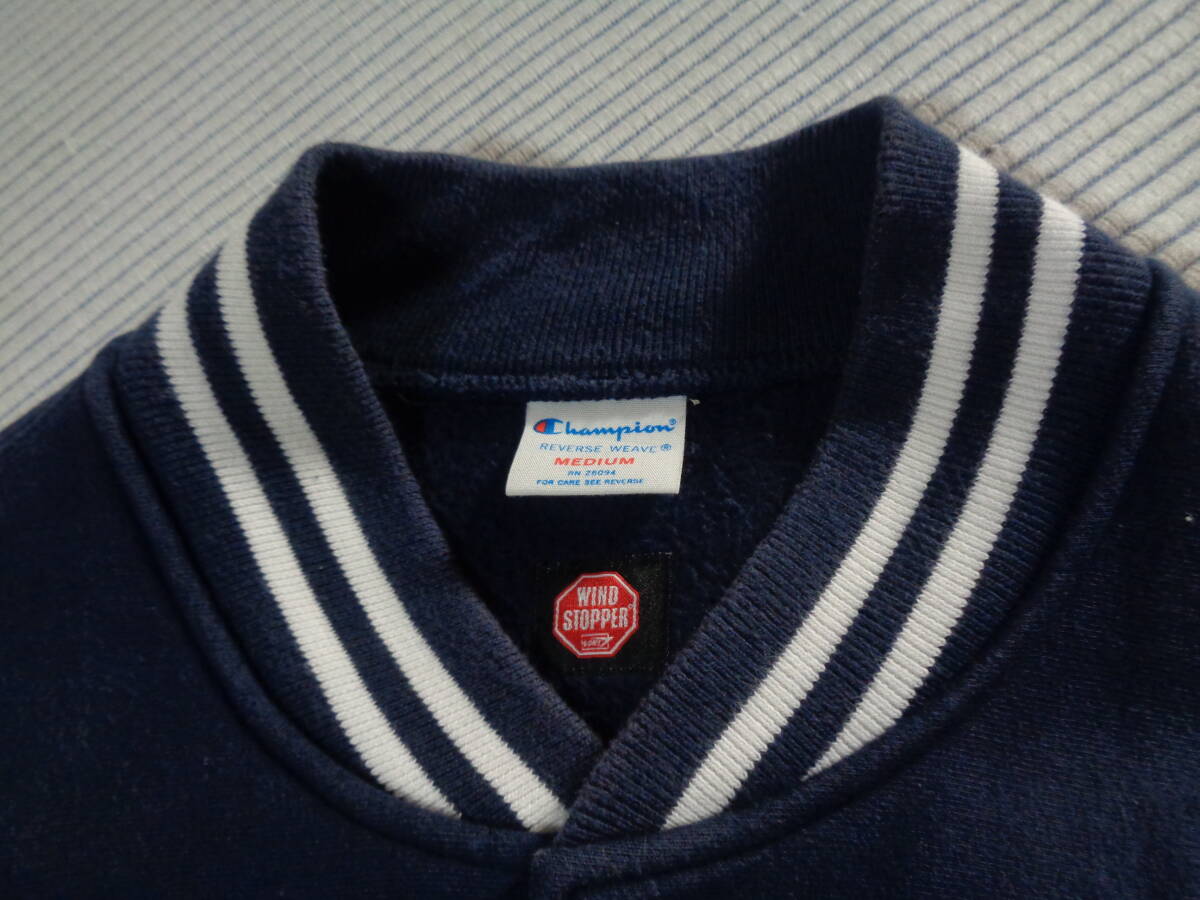 Champion®
REVERSE WEAVE®
MEDIUM
RN 26094
FOR CARE SEE REVERSE
WIND
STOPPER®